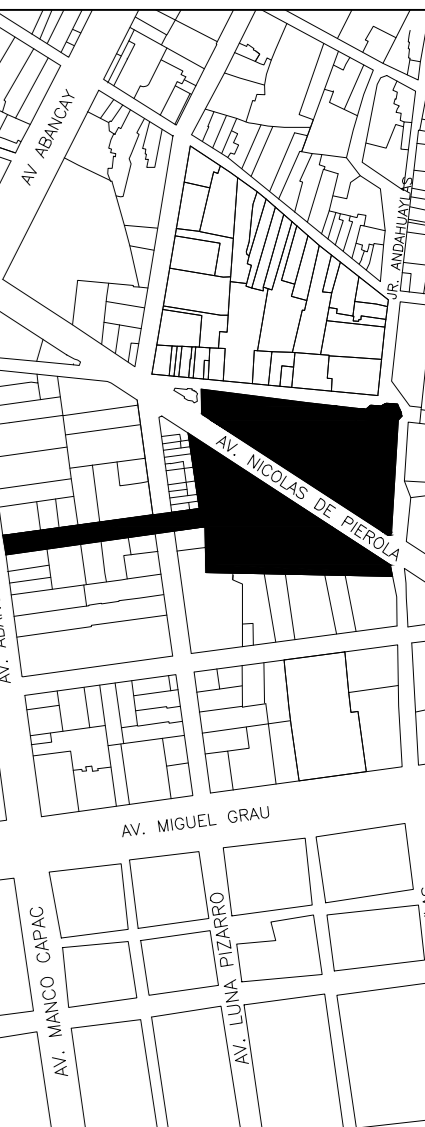 AV ABANCAY
JR. ANDAHUAYLAS
AV. NICOLAS DE PIEROLA
AV. MIGUEL GRAU
AV. MANCO CAPAC
AV. LUNA PIZARRO